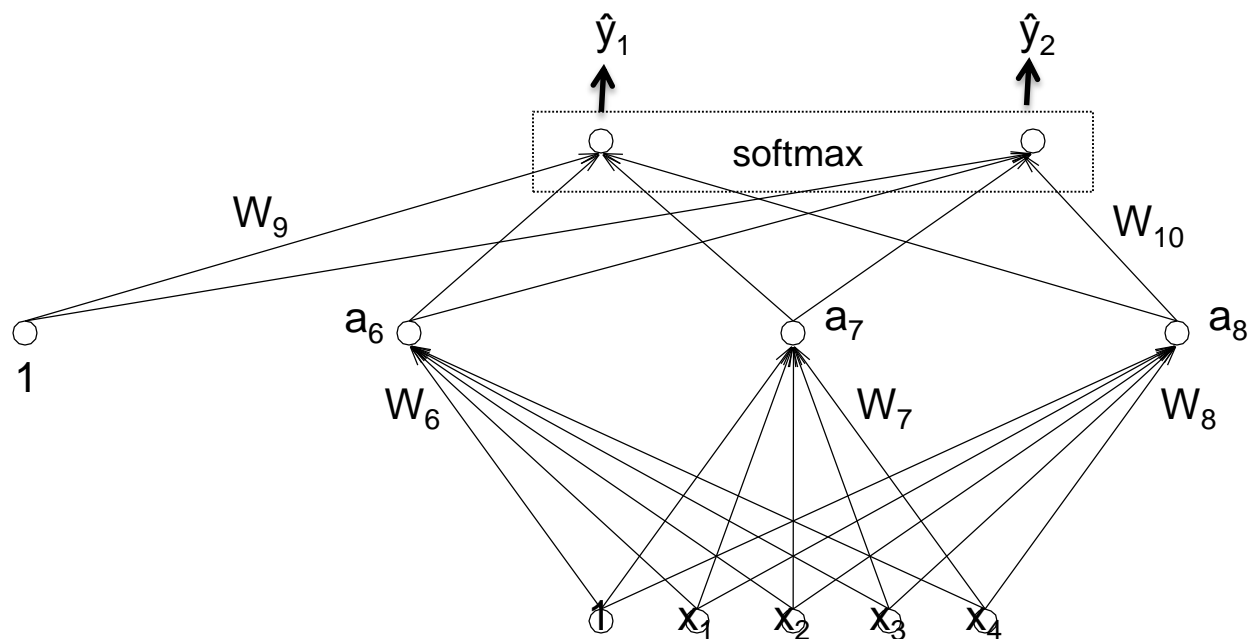 ŷ₁ ŷ₂
softmax
W₉ W₁₀
a₆ a₇ a₈
1
W₆ W₇ W₈
1 x₁ x₂ x₃ x₄